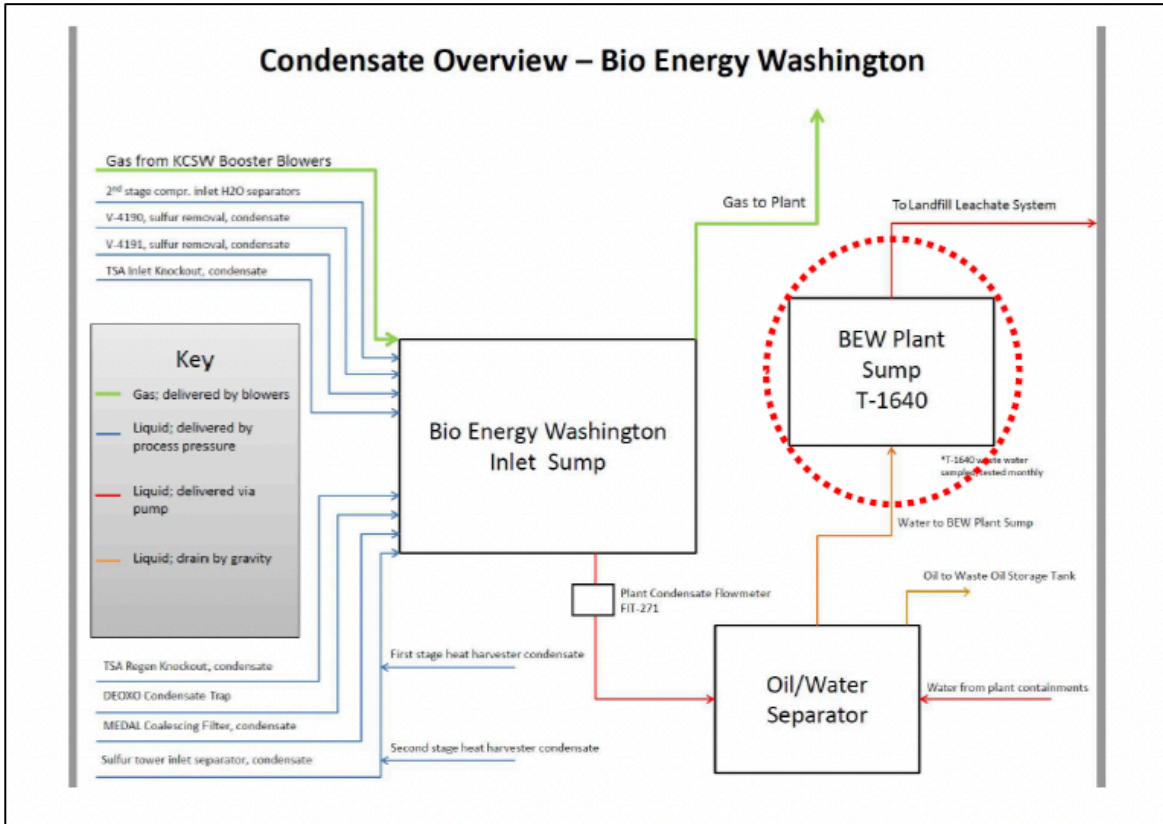 Condensate Overview – Bio Energy Washington
Gas from KCSW Booster Blowers
2nd stage compr. inlet H2O separators
V-4190, sulfur removal, condensate
V-4191, sulfur removal, condensate
TSA Inlet Knockout, condensate
Gas to Plant
To Landfill Leachate System
Key
Gas; delivered by blowers
Liquid; delivered by
process pressure
Liquid; delivered via
pump
Liquid; drain by gravity
Bio Energy Washington
Inlet Sump
BEW Plant
Sump
T-1640
*T-1640 waste water
sampled/tested monthly
Water to BEW Plant Sump
Oil to Waste Oil Storage Tank
Plant Condensate Flowmeter
FIT-271
TSA Regen Knockout, condensate
DEOXO Condensate Trap
MEDAL Coalescing Filter, condensate
Sulfur tower inlet separator, condensate
First stage heat harvester condensate
Second stage heat harvester condensate
Oil/Water
Separator
Water from plant containments